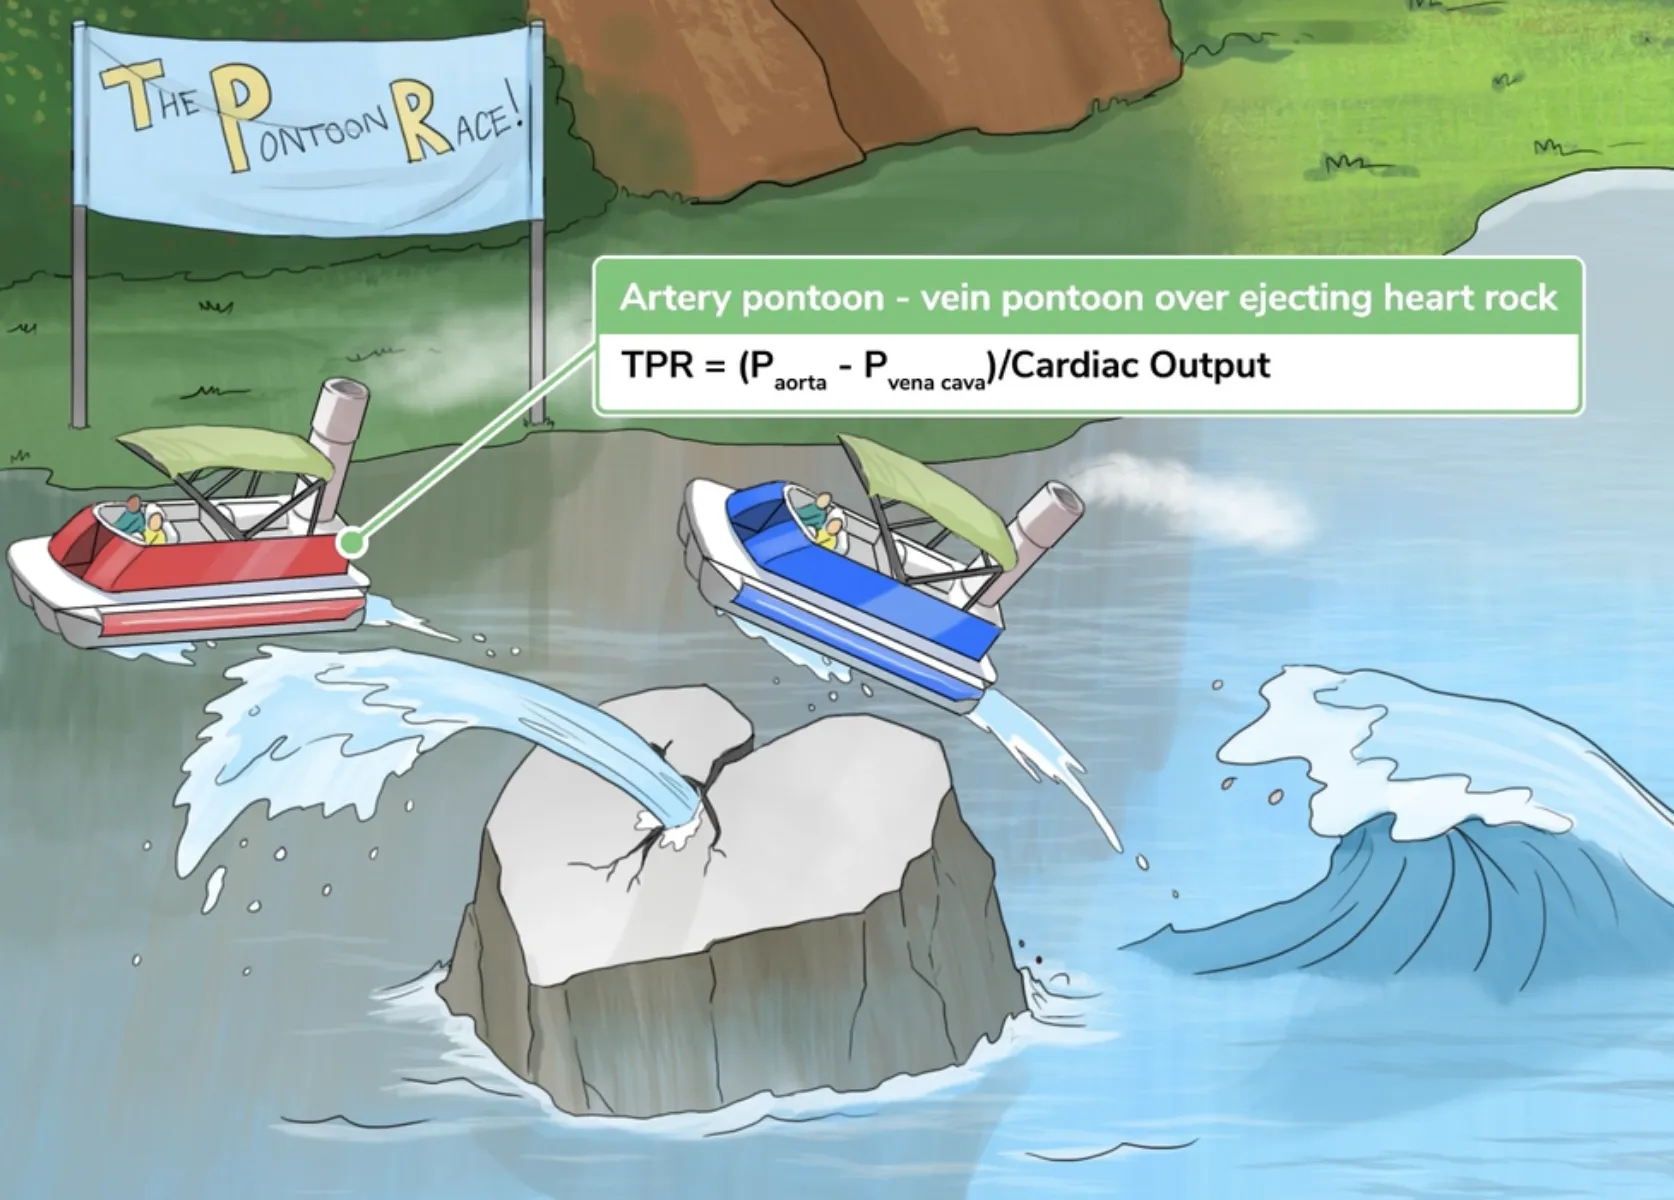 THE PONTOON RACE!
Artery pontoon - vein pontoon over ejecting heart rock
TPR = (Paorta - Pvena cava)/Cardiac Output